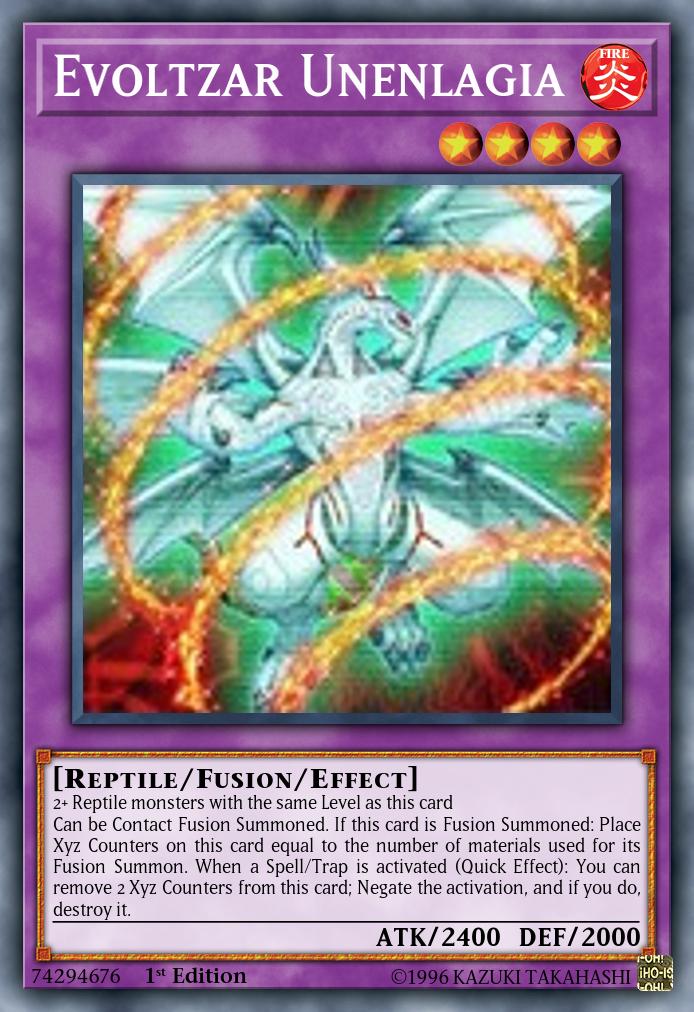 EVOLTZAR UNENLAGIA
FIRE
炎
[REPTILE/FUSION/EFFECT]
2+ Reptile monsters with the same Level as this card
Can be Contact Fusion Summoned. If this card is Fusion Summoned: Place
Xyz Counters on this card equal to the number of materials used for its
Fusion Summon. When a Spell/Trap is activated (Quick Effect): You can
remove 2 Xyz Counters from this card; Negate the activation, and if you do,
destroy it.
ATK/2400 DEF/2000
74294676 1st Edition ©1996 KAZUKI TAKAHASHI